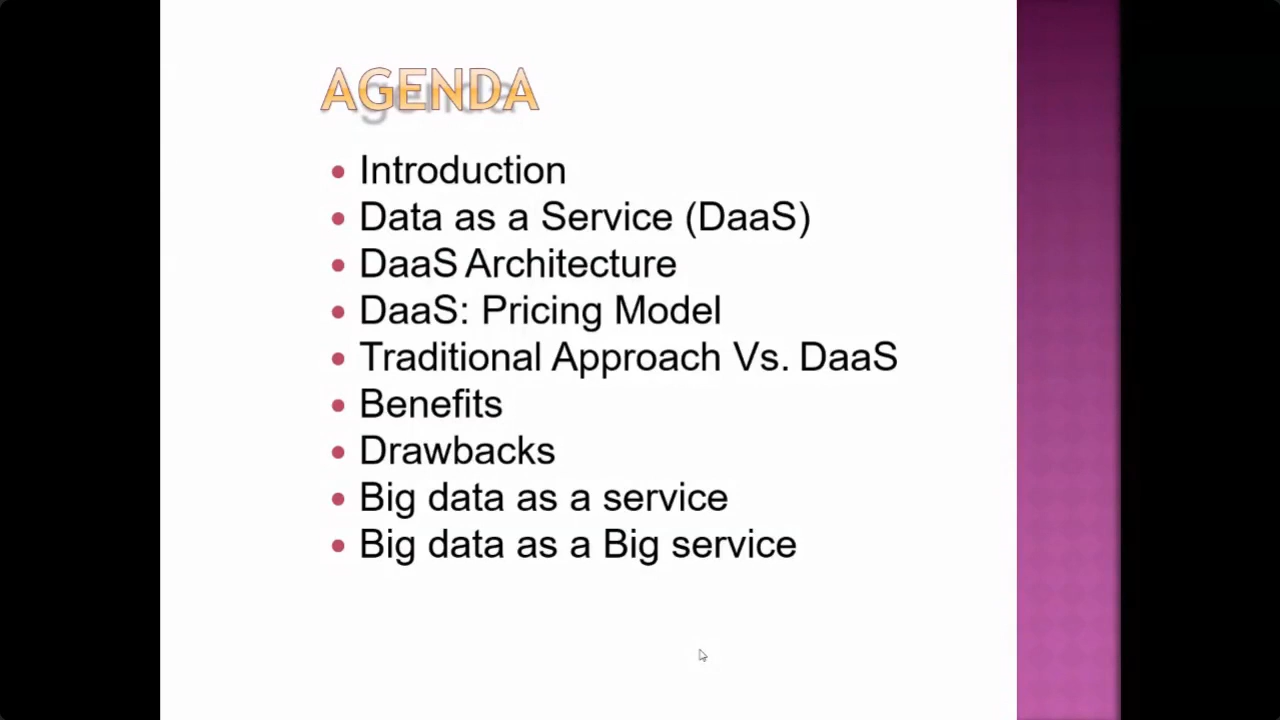 AGENDA
• Introduction
• Data as a Service (DaaS)
• DaaS Architecture
• DaaS: Pricing Model
• Traditional Approach Vs. DaaS
• Benefits
• Drawbacks
• Big data as a service
• Big data as a Big service